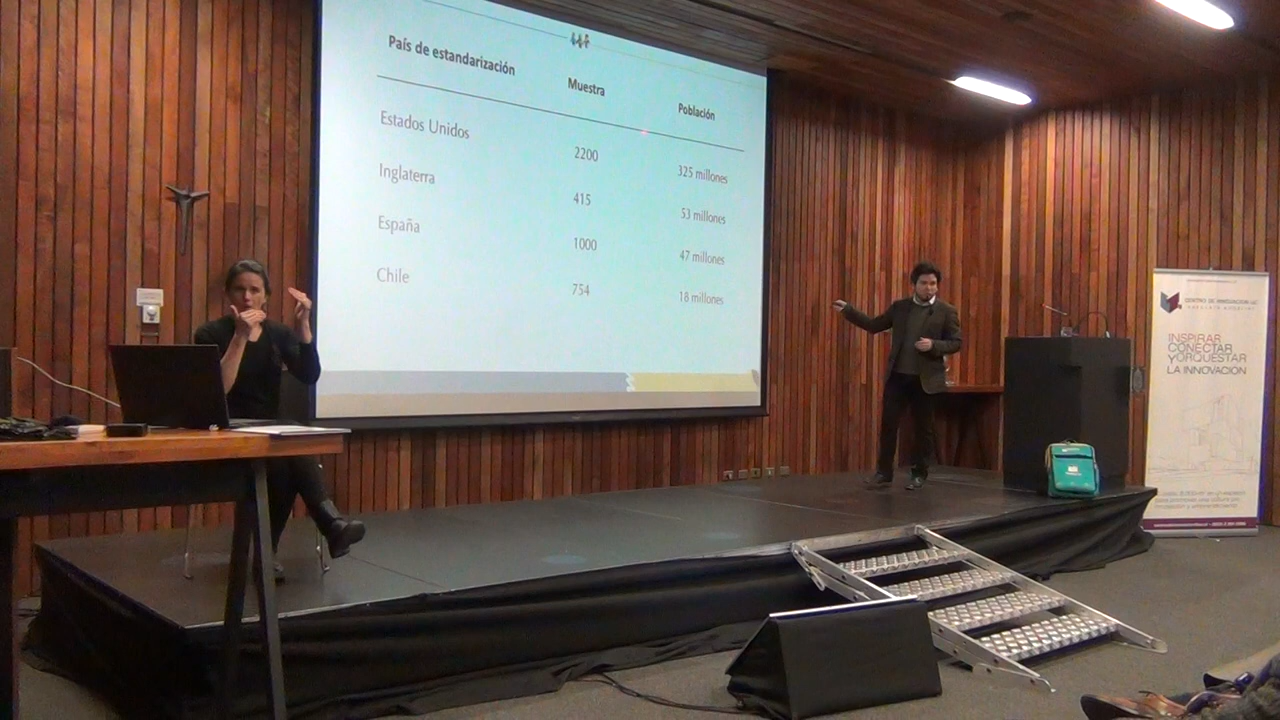 País de estandarización Muestra Población
Estados Unidos 2200 325 millones
Inglaterra 415 53 millones
España 1000 47 millones
Chile 754 18 millones
CENTRO DE INNOVACIÓN UC
INSPIRAR
CONECTAR
Y ORQUESTAR
LA INNOVACIÓN